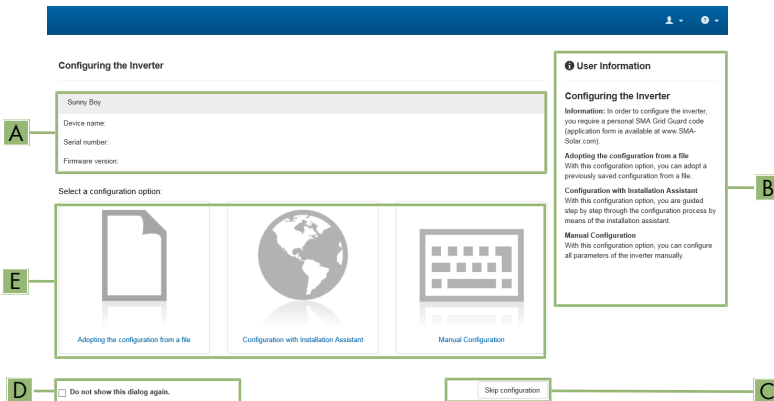 Configuring the Inverter
User Information
Sunny Boy
Device name:
Serial number:
Firmware version:
A
Configuring the Inverter
Information: In order to configure the inverter,
you require a personal SMA Grid Guard code
(application form is available at www.SMA-
Solar.com).
Adopting the configuration from a file
With this configuration option, you can adopt a
previously saved configuration from a file.
Configuration with Installation Assistant
With this configuration option, you are guided
step by step through the configuration process by
means of the installation assistant.
Manual Configuration
With this configuration option, you can configure
all parameters of the inverter manually.
B
Select a configuration option:
E
Adopting the configuration from a file
Configuration with Installation Assistant
Manual Configuration
D
Do not show this dialog again.
Skip configuration
C